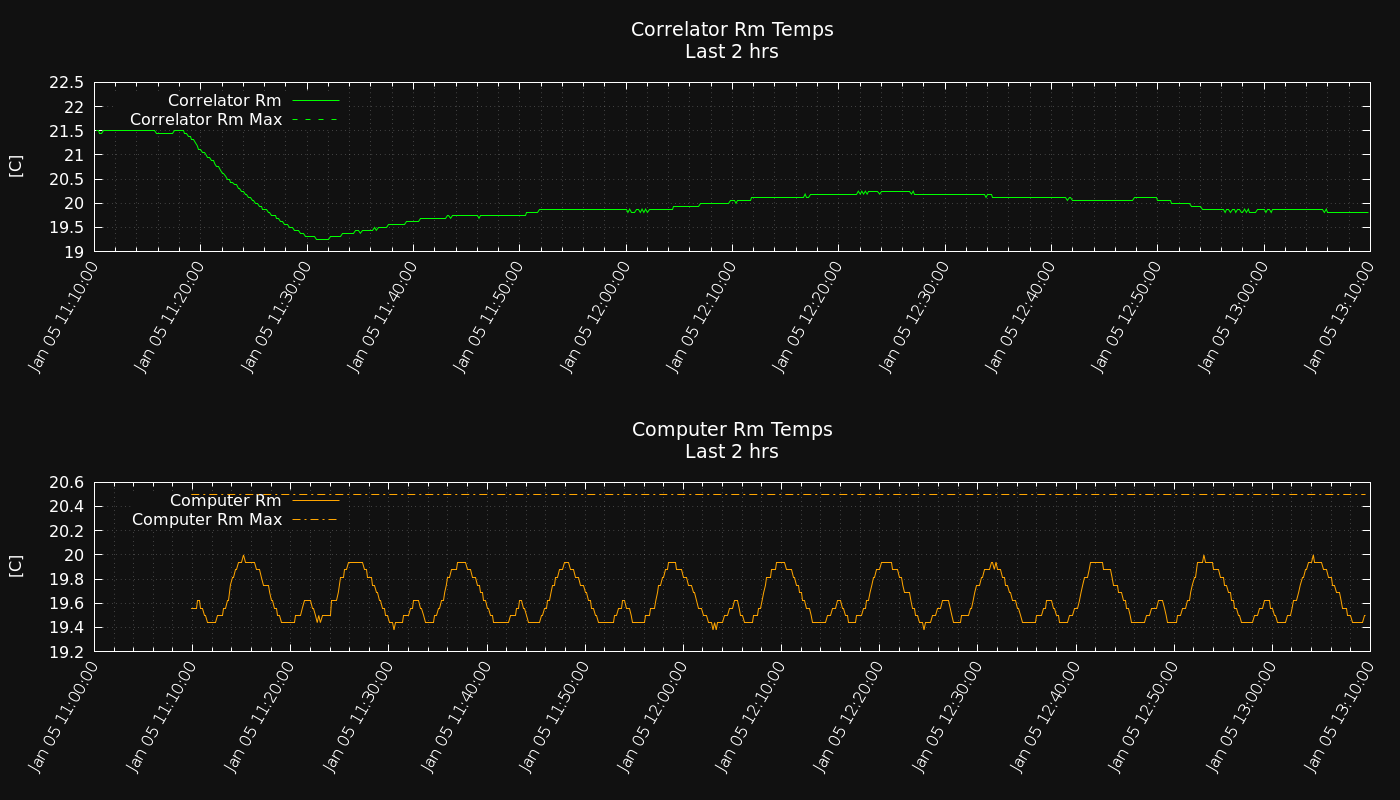 Correlator Rm Temps
Last 2 hrs
22.5
22
21.5
21
20.5
20
19.5
19
[C]
Correlator Rm
Correlator Rm Max
Jan 05 11:10:00
Jan 05 11:20:00
Jan 05 11:30:00
Jan 05 11:40:00
Jan 05 11:50:00
Jan 05 12:00:00
Jan 05 12:10:00
Jan 05 12:20:00
Jan 05 12:30:00
Jan 05 12:40:00
Jan 05 12:50:00
Jan 05 13:00:00
Jan 05 13:10:00
Computer Rm Temps
Last 2 hrs
20.6
20.4
20.2
20
19.8
19.6
19.4
19.2
[C]
Computer Rm
Computer Rm Max
Jan 05 11:00:00
Jan 05 11:10:00
Jan 05 11:20:00
Jan 05 11:30:00
Jan 05 11:40:00
Jan 05 11:50:00
Jan 05 12:00:00
Jan 05 12:10:00
Jan 05 12:20:00
Jan 05 12:30:00
Jan 05 12:40:00
Jan 05 12:50:00
Jan 05 13:00:00
Jan 05 13:10:00